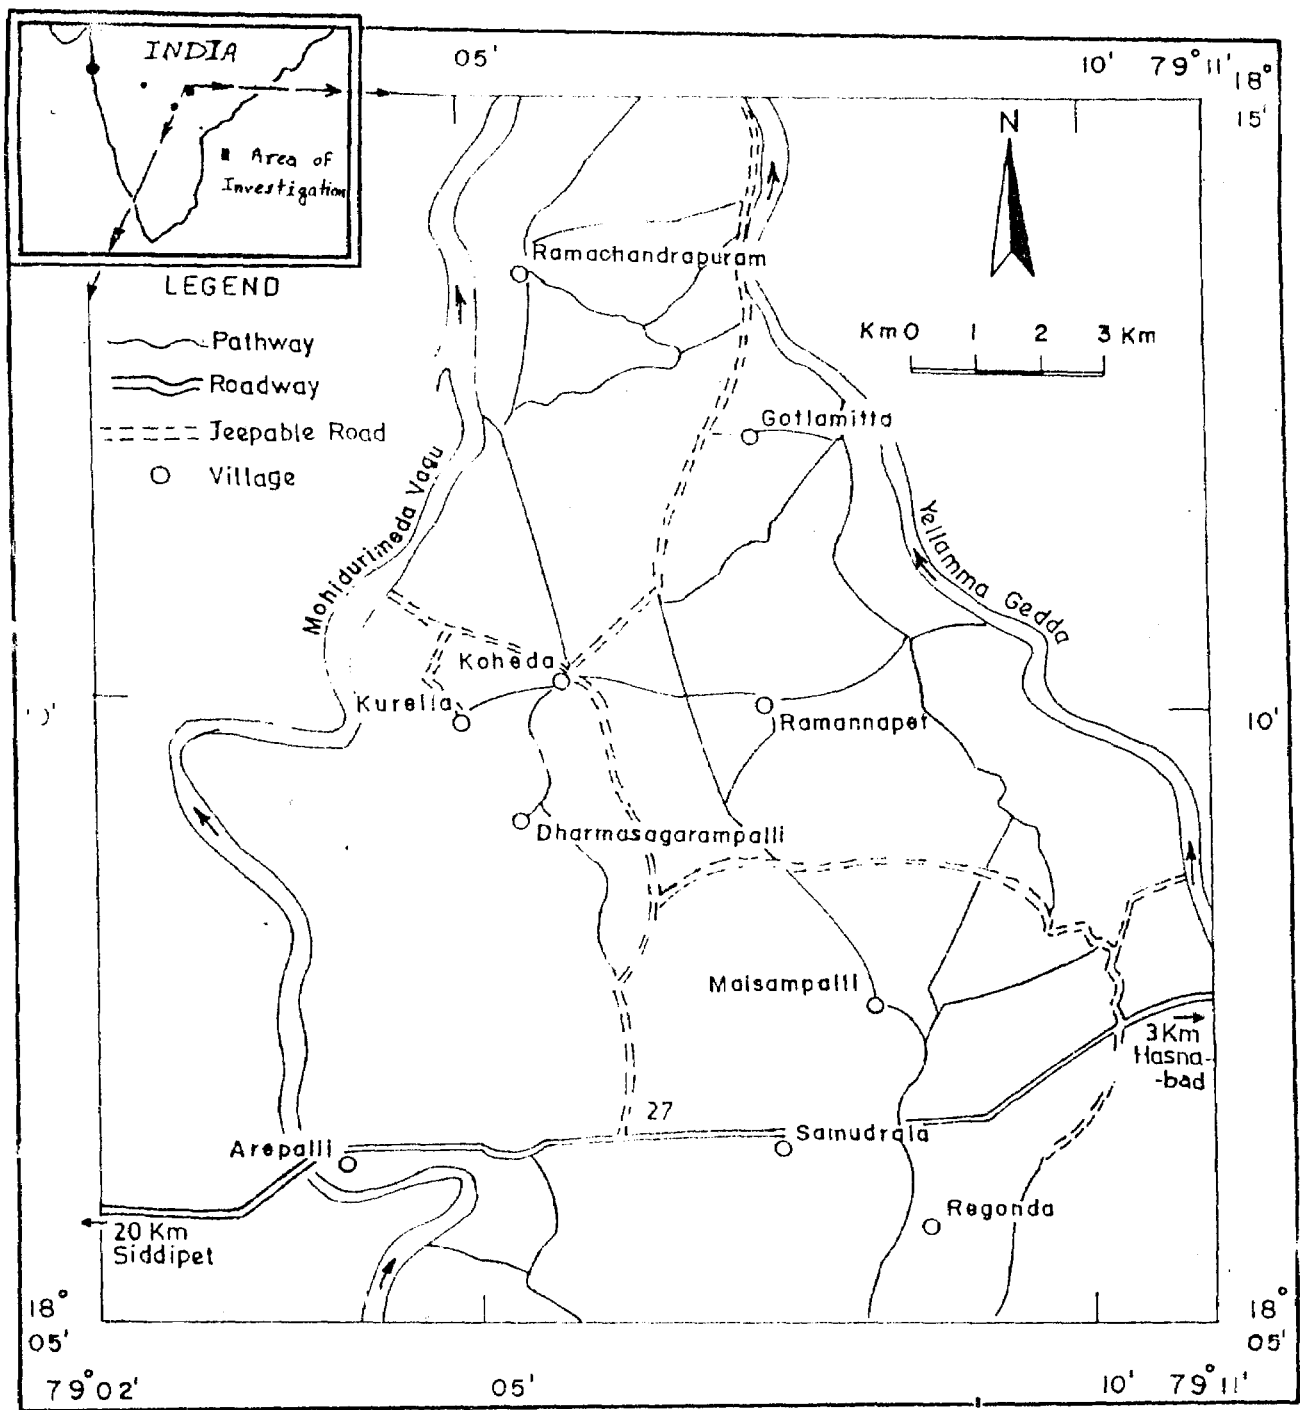 INDIA
Area of
Investigation
05'
10'
79°11'
18°
15'
N
LEGEND
Pathway
Roadway
Jeepable Road
Village
Km 0 1 2 3 Km
Ramachandrapuram
Gotlamitta
Mohidurimeda Vagu
Yellamma Gedda
Koheda
Kurella
Ramannapet
10'
Dharmasagarampalli
Maisampalli
3 Km
Hasna-
-bad
27
Samudrala
Arepalli
Regonda
20 Km
Siddipet
18°
05'
18°
05'
79°02'
05'
10'
79°11'